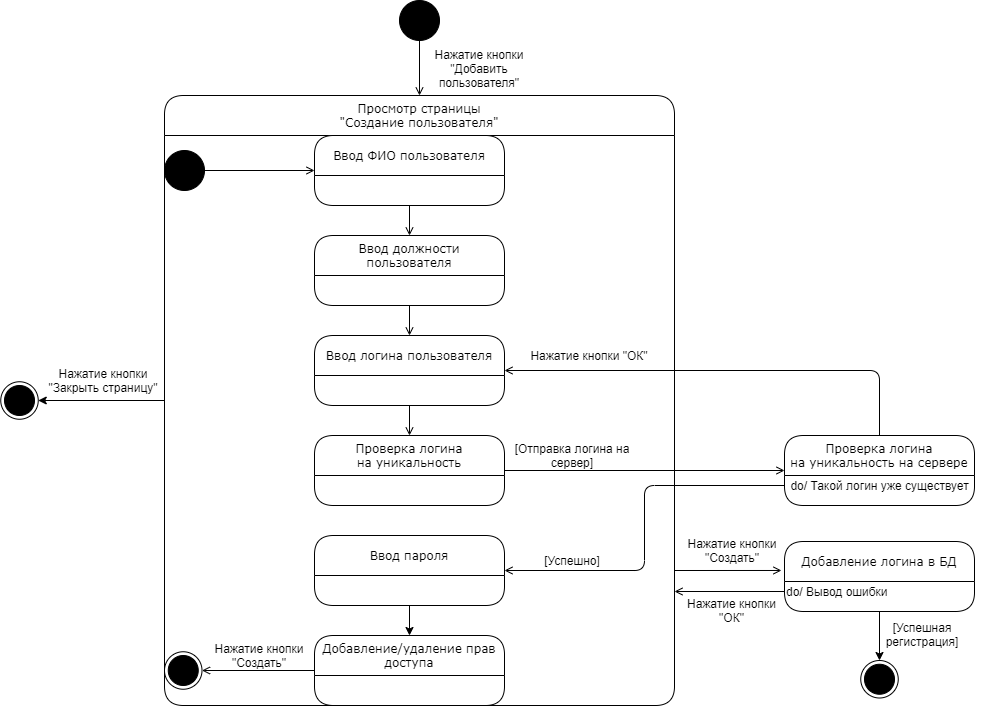 Нажатие кнопки
"Добавить
пользователя"
Просмотр страницы
"Создание пользователя"
Ввод ФИО пользователя
Ввод должности
пользователя
Ввод логина пользователя
Нажатие кнопки "ОК"
Нажатие кнопки
"Закрыть страницу"
Проверка логина
на уникальность
[Отправка логина на
сервер]
Проверка логина
на уникальность на сервере
do/ Такой логин уже существует
Ввод пароля
[Успешно]
Нажатие кнопки
"Создать"
Добавление логина в БД
do/ Вывод ошибки
Нажатие кнопки
"ОК"
[Успешная
регистрация]
Нажатие кнопки
"Создать"
Добавление/удаление прав
доступа